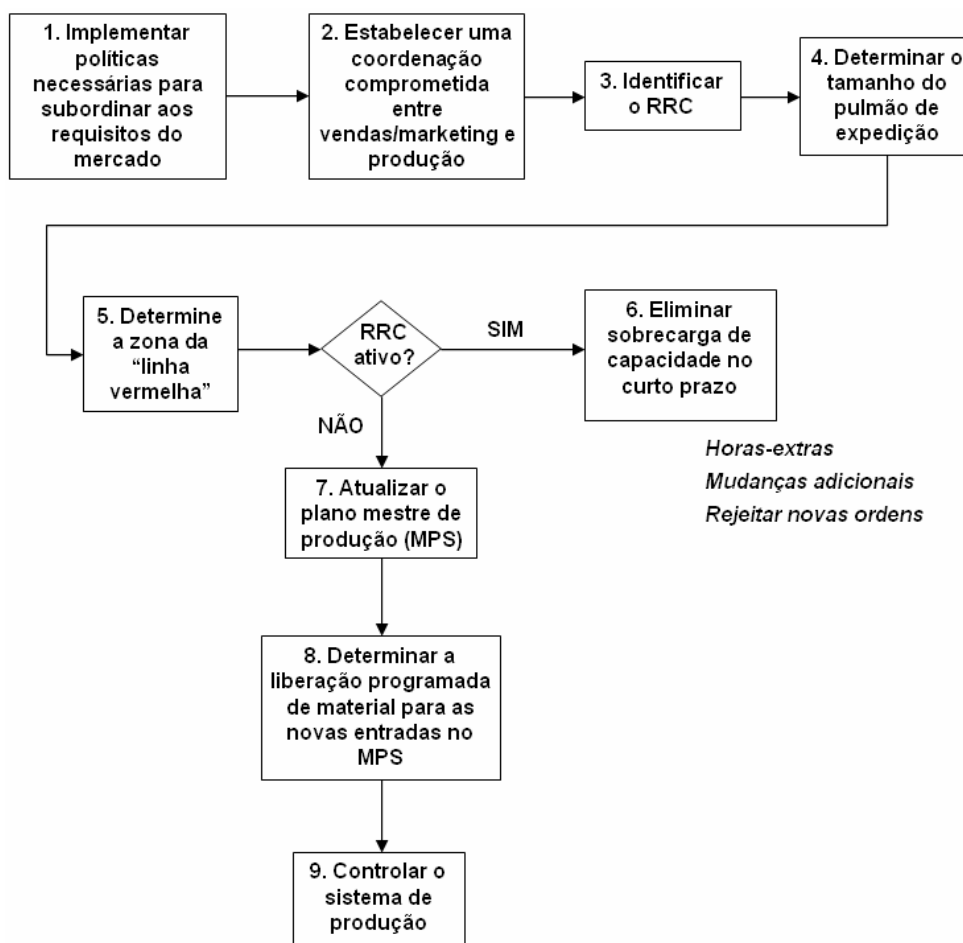 1. Implementar
políticas
necessárias para
subordinar aos
requisitos do
mercado
2. Estabelecer uma
coordenação
comprometida
entre
vendas/marketing e
produção
3. Identificar
o RRC
4. Determinar o
tamanho do
pulmão de
expedição
5. Determine
a zona da
“linha
vermelha”
RRC
ativo?
SIM
6. Eliminar
sobrecarga de
capacidade no
curto prazo
NÃO
Horas-extras
Mudanças adicionais
Rejeitar novas ordens
7. Atualizar o
plano mestre de
produção (MPS)
8. Determinar a
liberação programada
de material para as
novas entradas no
MPS
9. Controlar o
sistema de
produção